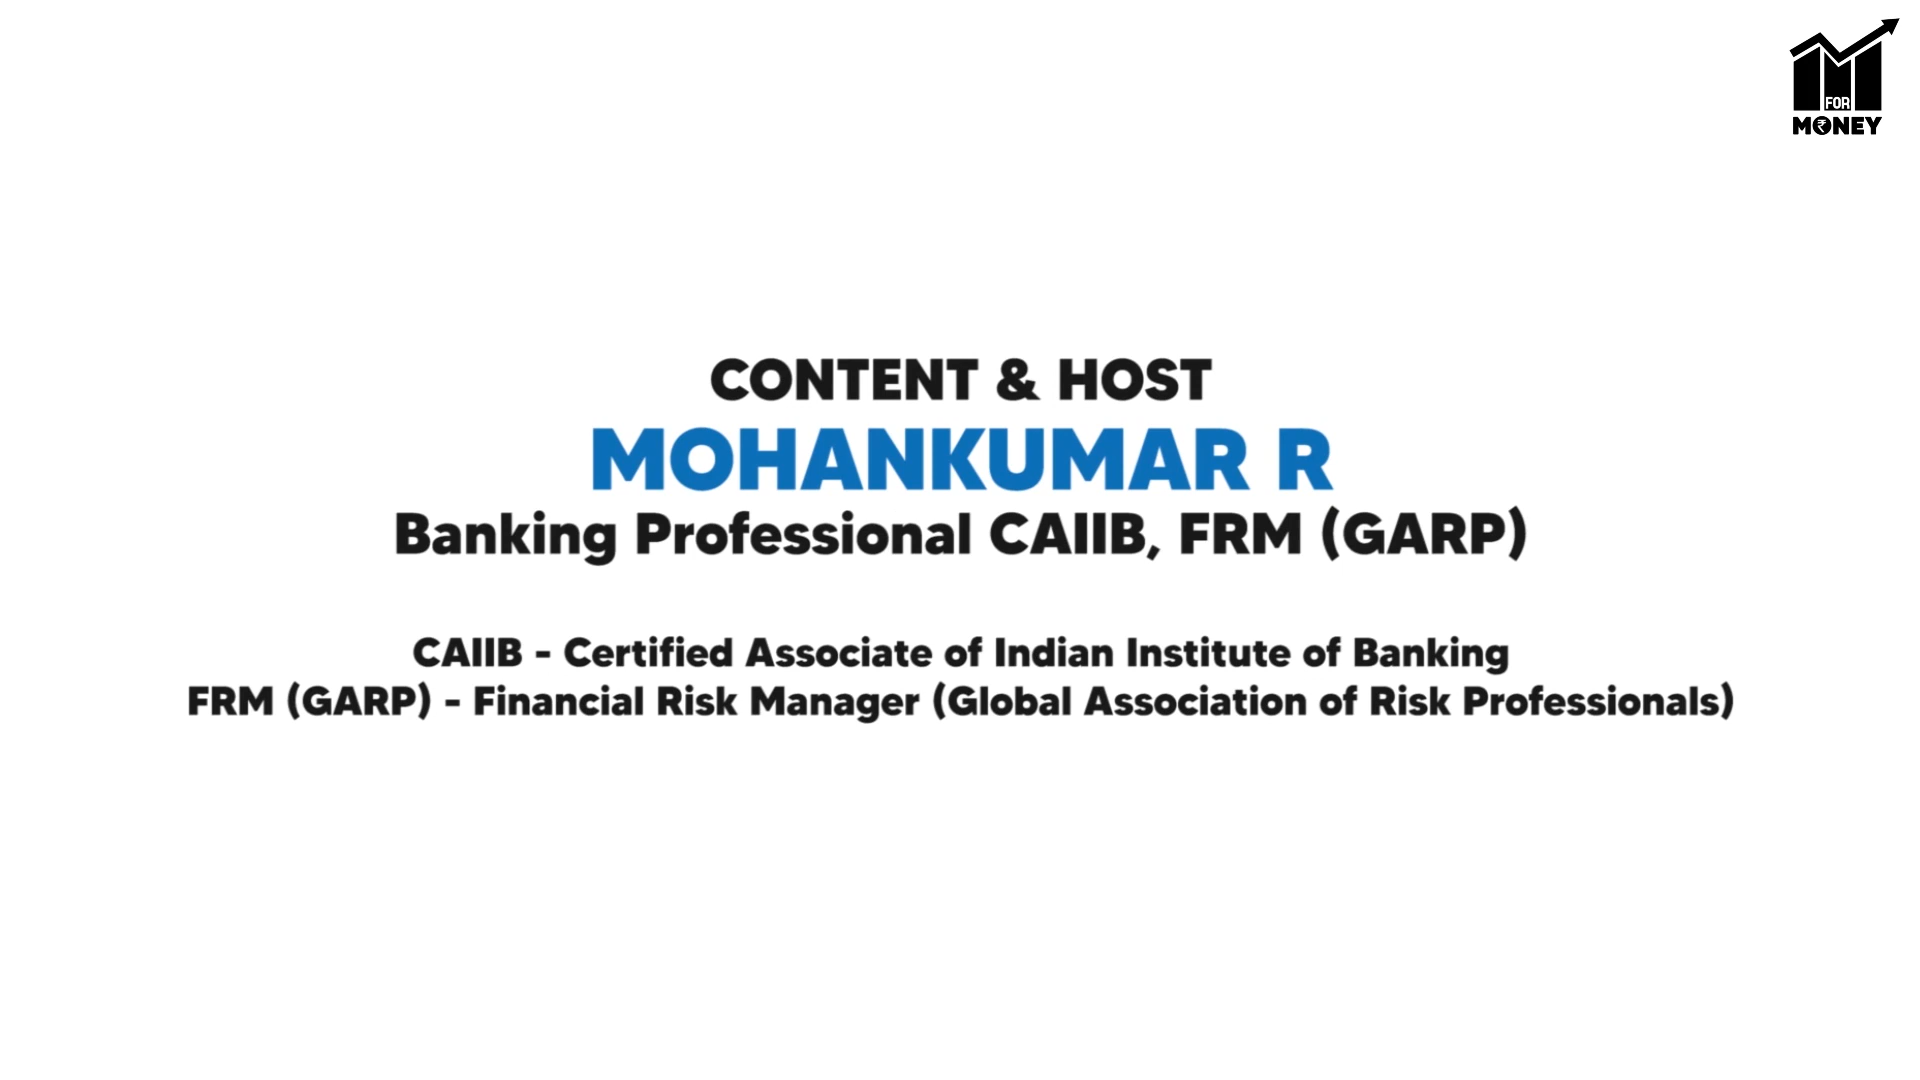 FOR
MONEY
CONTENT & HOST
MOHANKUMAR R
Banking Professional CAIIB, FRM (GARP)
CAIIB - Certified Associate of Indian Institute of Banking
FRM (GARP) - Financial Risk Manager (Global Association of Risk Professionals)